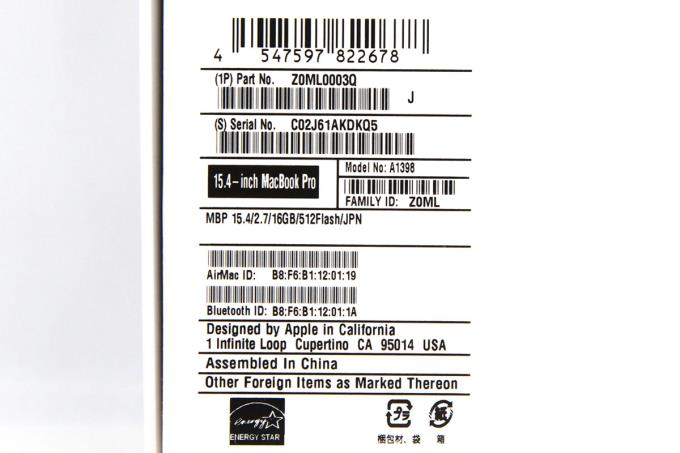 4 547597 822678
(1P) Part No. Z0ML0003Q
J
(S) Serial No. C02J61AKDKQ5
15.4-inch MacBook Pro
Model No: A1398
FAMILY ID: Z0ML
MBP 15.4/2.7/16GB/512Flash/JPN
AirMac ID: B8:F6:B1:12:01:19
Bluetooth ID: B8:F6:B1:12:01:1A
Designed by Apple in California
1 Infinite Loop Cupertino CA 95014 USA
Assembled In China
Other Foreign Items as Marked Thereon
energy
ENERGY STAR
プラ
紙
梱包材、袋
箱